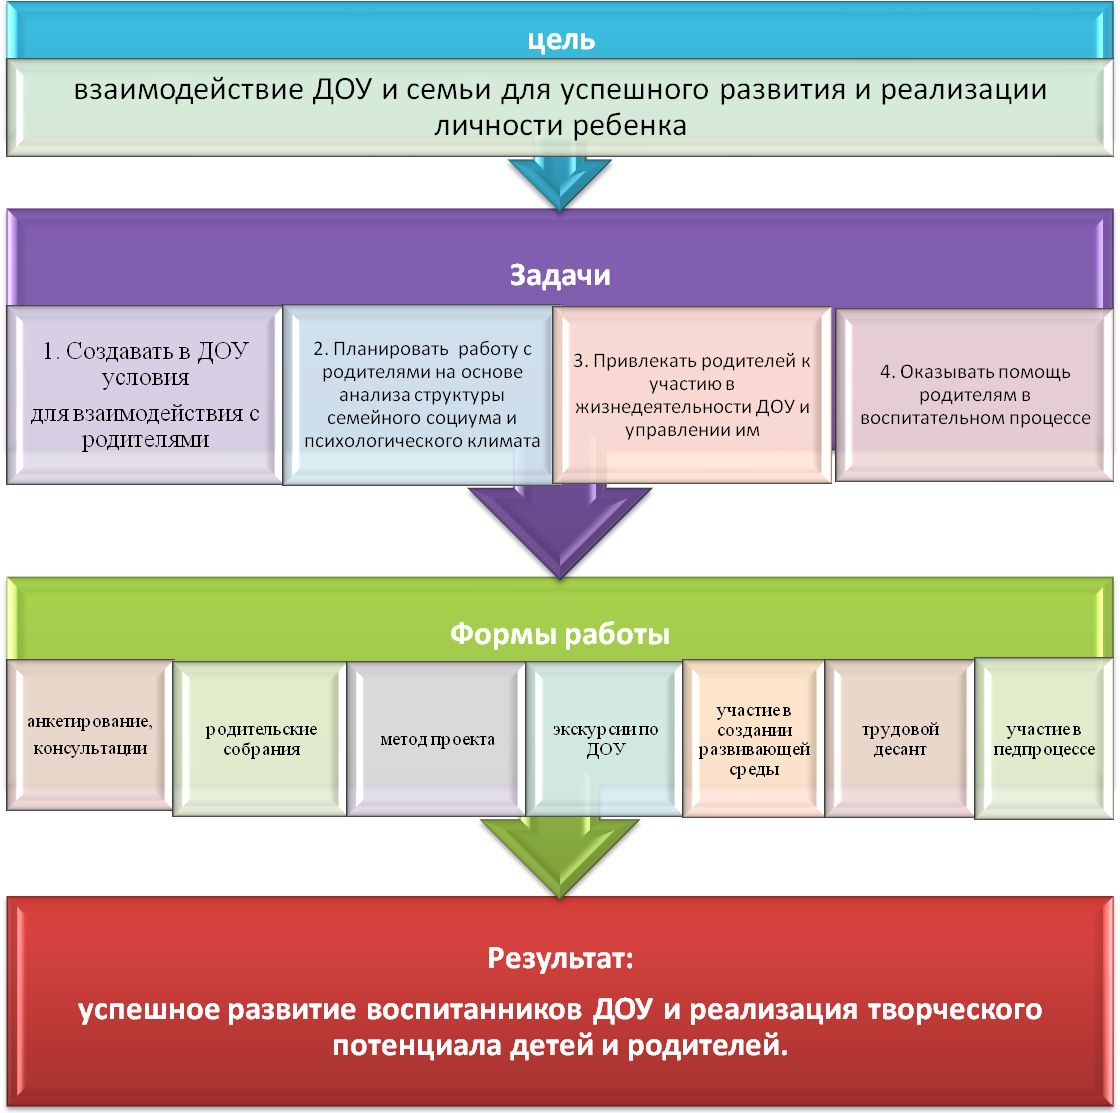 цель
взаимодействие ДОУ и семьи для успешного развития и реализации
личности ребенка
Задачи
1. Создавать в ДОУ
условия
для взаимодействия с
родителями
2. Планировать работу с
родителями на основе
анализа структуры
семейного социума и
психологического климата
3. Привлекать родителей к
участию в
жизнедеятельности ДОУ и
управлении им
4. Оказывать помощь
родителям в
воспитательном процессе
Формы работы
анкетирование,
консультации
родительские
собрания
метод проекта
экскурсии по
ДОУ
участие в
создании
развивающей
среды
трудовой
десант
участие в
педпроцессе
Результат:
успешное развитие воспитанников ДОУ и реализация творческого
потенциала детей и родителей.